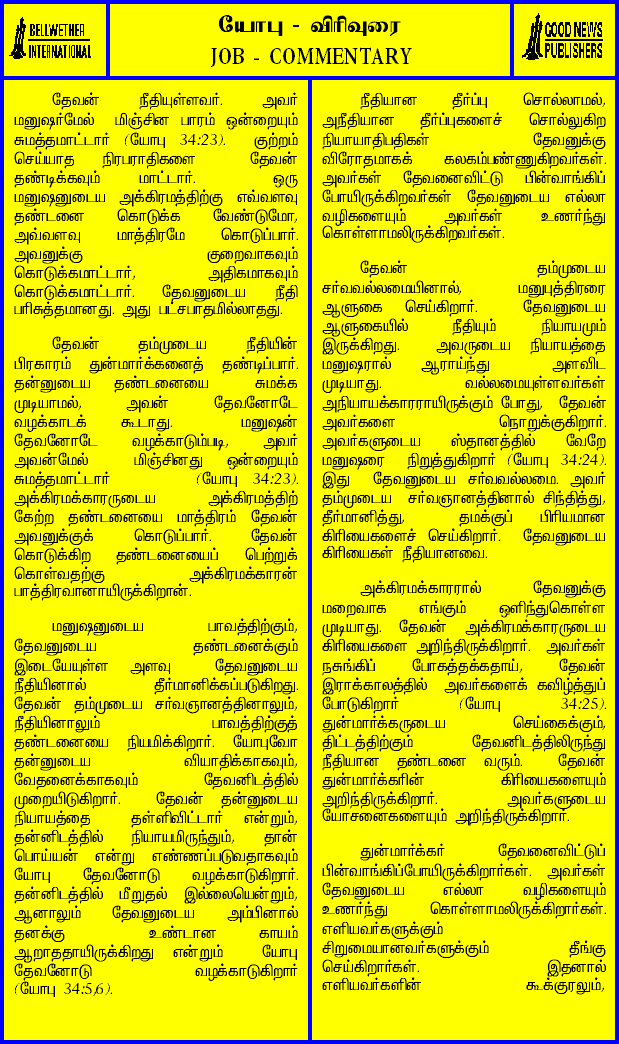 BELLWETHER
INTERNATIONAL
யோபு - விரிவுரை
JOB - COMMENTARY
GOOD NEWS
PUBLISHERS
தேவன் நீதியுள்ளவர். அவர்
மனுஷர்மேல் மிஞ்சின பாரம் ஒன்றையும்
சுமத்தமாட்டார் (யோபு 34:23). குற்றம்
செய்யாத நிரபராதிகளை தேவன்
தண்டிக்கவும் மாட்டார். ஒரு
மனுஷனுடைய அக்கிரமத்திற்கு எவ்வளவு
தண்டனை கொடுக்க வேண்டுமோ,
அவ்வளவு மாத்திரமே கொடுப்பார்.
அவனுக்கு குறைவாகவும்
கொடுக்கமாட்டார், அதிகமாகவும்
கொடுக்கமாட்டார். தேவனுடைய நீதி
பரிசுத்தமானது. அது பட்சபாதமில்லாதது.
தேவன் தம்முடைய நீதியின்
பிரகாரம் துன்மார்க்கனைத் தண்டிப்பார்.
தன்னுடைய தண்டனையை சுமக்க
முடியாமல், அவன் தேவனோடே
வழக்காடக் கூடாது. மனுஷன்
தேவனோடே வழக்காடும்படி, அவர்
அவன்மேல் மிஞ்சினது ஒன்றையும்
சுமத்தமாட்டார் (யோபு 34:23).
அக்கிரமக்காரருடைய அக்கிரமத்திற்
கேற்ற தண்டனையை மாத்திரம் தேவன்
அவனுக்குக் கொடுப்பார். தேவன்
கொடுக்கிற தண்டனையைப் பெற்றுக்
கொள்வதற்கு அக்கிரமக்காரன்
பாத்திரவானாயிருக்கிறான்.
மனுஷனுடைய பாவத்திற்கும்,
தேவனுடைய தண்டனைக்கும்
இடையேயுள்ள அளவு தேவனுடைய
நீதியினால் தீர்மானிக்கப்படுகிறது.
தேவன் தம்முடைய சர்வஞானத்தினாலும்,
நீதியினாலும் பாவத்திற்குத்
தண்டனையை நியமிக்கிறார். யோபுவோ
தன்னுடைய வியாதிக்காகவும்,
வேதனைக்காகவும் தேவனிடத்தில்
முறையிடுகிறார். தேவன் தன்னுடைய
நியாயத்தை தள்ளிவிட்டார் என்றும்,
தன்னிடத்தில் நியாயமிருந்தும், தான்
பொய்யன் என்று எண்ணப்படுவதாகவும்
யோபு தேவனோடு வழக்காடுகிறார்.
தன்னிடத்தில் மீறுதல் இல்லையென்றும்,
ஆனாலும் தேவனுடைய அம்பினால்
தனக்கு உண்டான காயம்
ஆறாததாயிருக்கிறது என்றும் யோபு
தேவனோடு வழக்காடுகிறார்
(யோபு 34:5,6).
நீதியான தீர்ப்பு சொல்லாமல்,
அநீதியான தீர்ப்புகளைச் சொல்லுகிற
நியாயாதிபதிகள் தேவனுக்கு
விரோதமாகக் கலகம்பண்ணுகிறவர்கள்.
அவர்கள் தேவனைவிட்டு பின்வாங்கிப்
போயிருக்கிறவர்கள் தேவனுடைய எல்லா
வழிகளையும் அவர்கள் உணர்ந்து
கொள்ளாமலிருக்கிறவர்கள்.
தேவன் தம்முடைய
சர்வவல்லமையினால், மனுபுத்திரரை
ஆளுகை செய்கிறார். தேவனுடைய
ஆளுகையில் நீதியும் நியாயமும்
இருக்கிறது. அவருடைய நியாயத்தை
மனுஷரால் ஆராய்ந்து அளவிட
முடியாது. வல்லமையுள்ளவர்கள்
அநியாயக்காரராயிருக்கும் போது, தேவன்
அவர்களை நொறுக்குகிறார்.
அவர்களுடைய ஸ்தானத்தில் வேறே
மனுஷரை நிறுத்துகிறார் (யோபு 34:24).
இது தேவனுடைய சர்வவல்லமை. அவர்
தம்முடைய சர்வஞானத்தினால் சிந்தித்து,
தீர்மானித்து, தமக்குப் பிரியமான
கிரியைகளைச் செய்கிறார். தேவனுடைய
கிரியைகள் நீதியானவை.
அக்கிரமக்காரரால் தேவனுக்கு
மறைவாக எங்கும் ஒளிந்துகொள்ள
முடியாது. தேவன் அக்கிரமக்காரருடைய
கிரியைகளை அறிந்திருக்கிறார். அவர்கள்
நசுங்கிப் போகத்தக்கதாய், தேவன்
இராக்காலத்தில் அவர்களைக் கவிழ்த்துப்
போடுகிறார் (யோபு 34:25).
துன்மார்க்கருடைய செய்கைக்கும்,
திட்டத்திற்கும் தேவனிடத்திலிருந்து
நீதியான தண்டனை வரும். தேவன்
துன்மார்க்கரின் கிரியைகளையும்
அறிந்திருக்கிறார். அவர்களுடைய
யோசனைகளையும் அறிந்திருக்கிறார்.
துன்மார்க்கர் தேவனைவிட்டுப்
பின்வாங்கிப்போயிருக்கிறார்கள். அவர்கள்
தேவனுடைய எல்லா வழிகளையும்
உணர்ந்து கொள்ளாமலிருக்கிறார்கள்.
எளியவர்களுக்கும்
சிறுமையானவர்களுக்கும் தீங்கு
செய்கிறார்கள். இதனால்
எளியவர்களின் கூக்குரலும்,